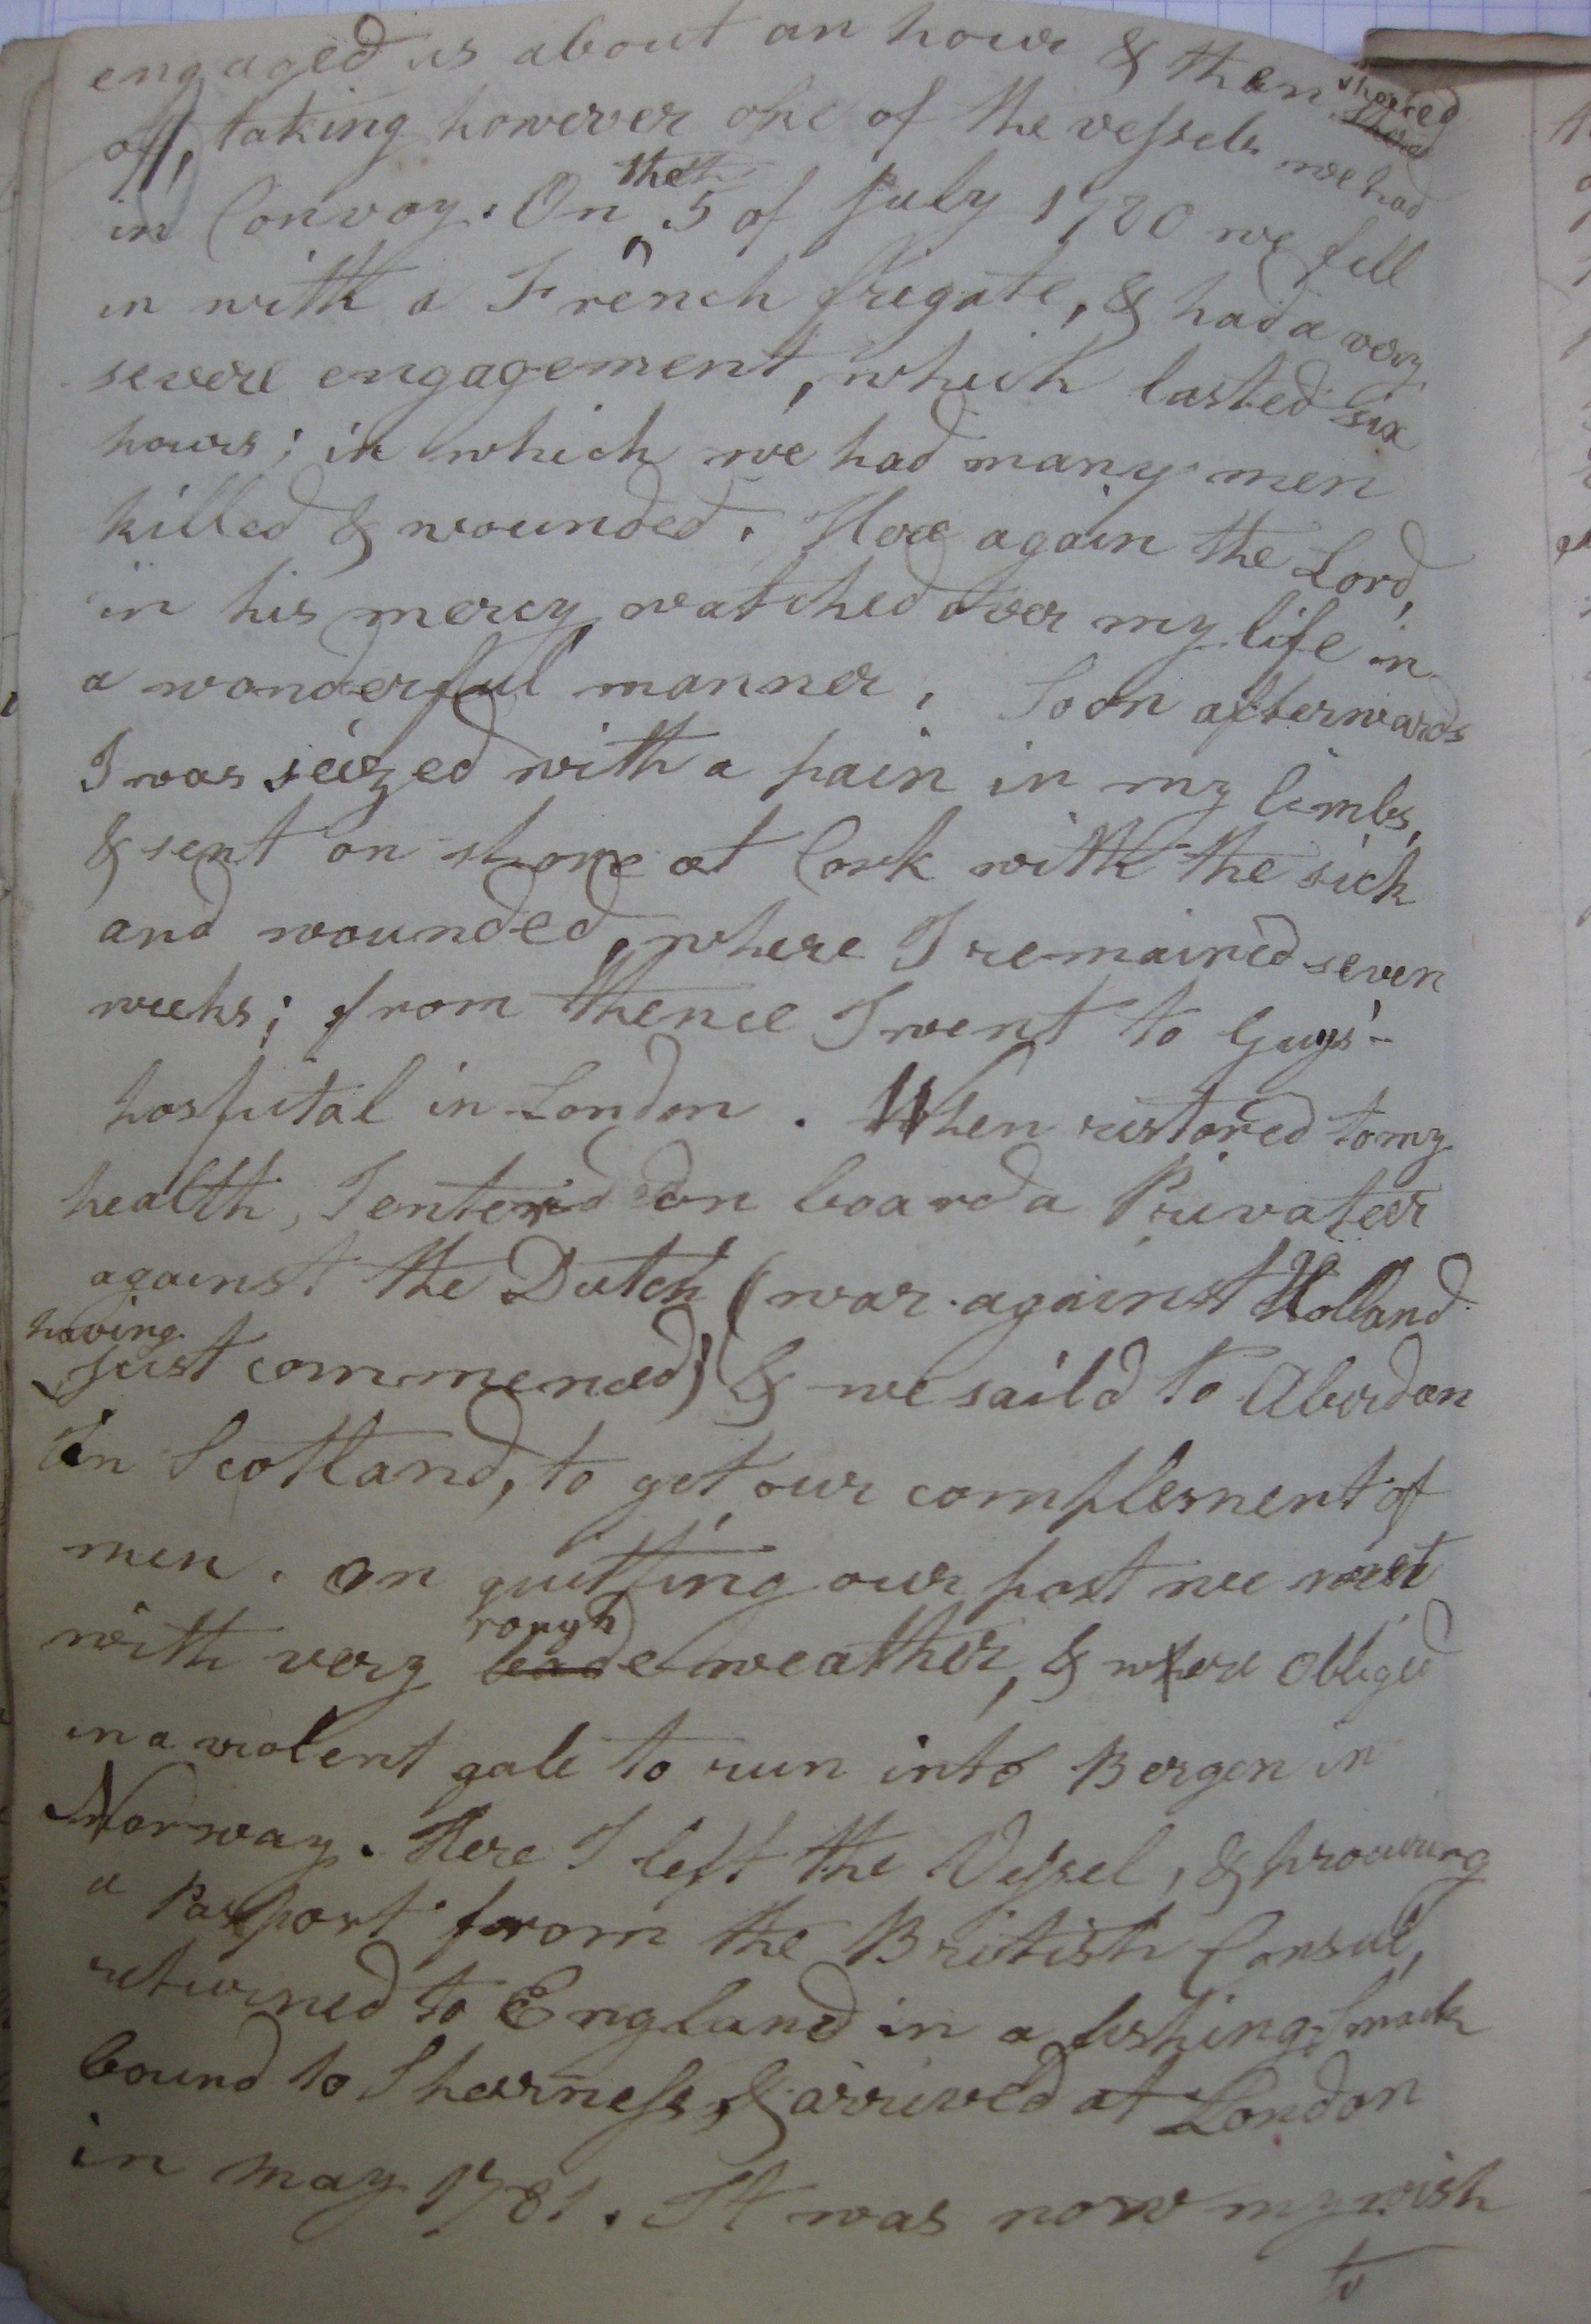 engaged us about an hour & then sheered
off, taking however one of the vessels we had
in Convoy. On the 5 of July 1780 we fell
in with a French frigate, & had a very
severe engagement, which lasted six
hours; in which we had many men
killed & wounded. Here again the Lord,
in his mercy watched over my life in
a wonderful manner. Soon afterwards
I was seized with a pain in my limbs,
& sent on shore at Cork with the sick
and wounded, where I remained seven
weeks; from thence I went to Guys'
hospital in London. When restored to my
health, I entered on board a Privateer
against the Dutch (war against Holland
having just commenced) & we saild to Aberdon
in Scotland, to get our complement of
men. On quitting our post we met
with very rough weather, & were obliged
in a violent gale to run into Bergen in
Norway. Here I left the Vessel, & procuring
a Passport from the British Consul,
returned to England in a fishing Smack
bound to Sheerness, & arrived at London
in may 1781. It was now my wish
to